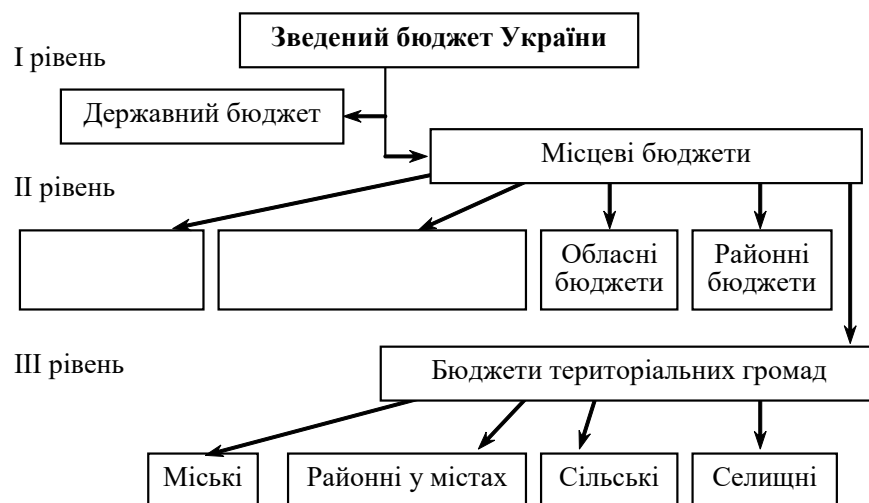 Зведений бюджет України
І рівень
Державний бюджет
Місцеві бюджети
ІІ рівень
Обласні
бюджети
Районні
бюджети
ІІІ рівень
Бюджети територіальних громад
Міські
Районні у містах
Сільські
Селищні